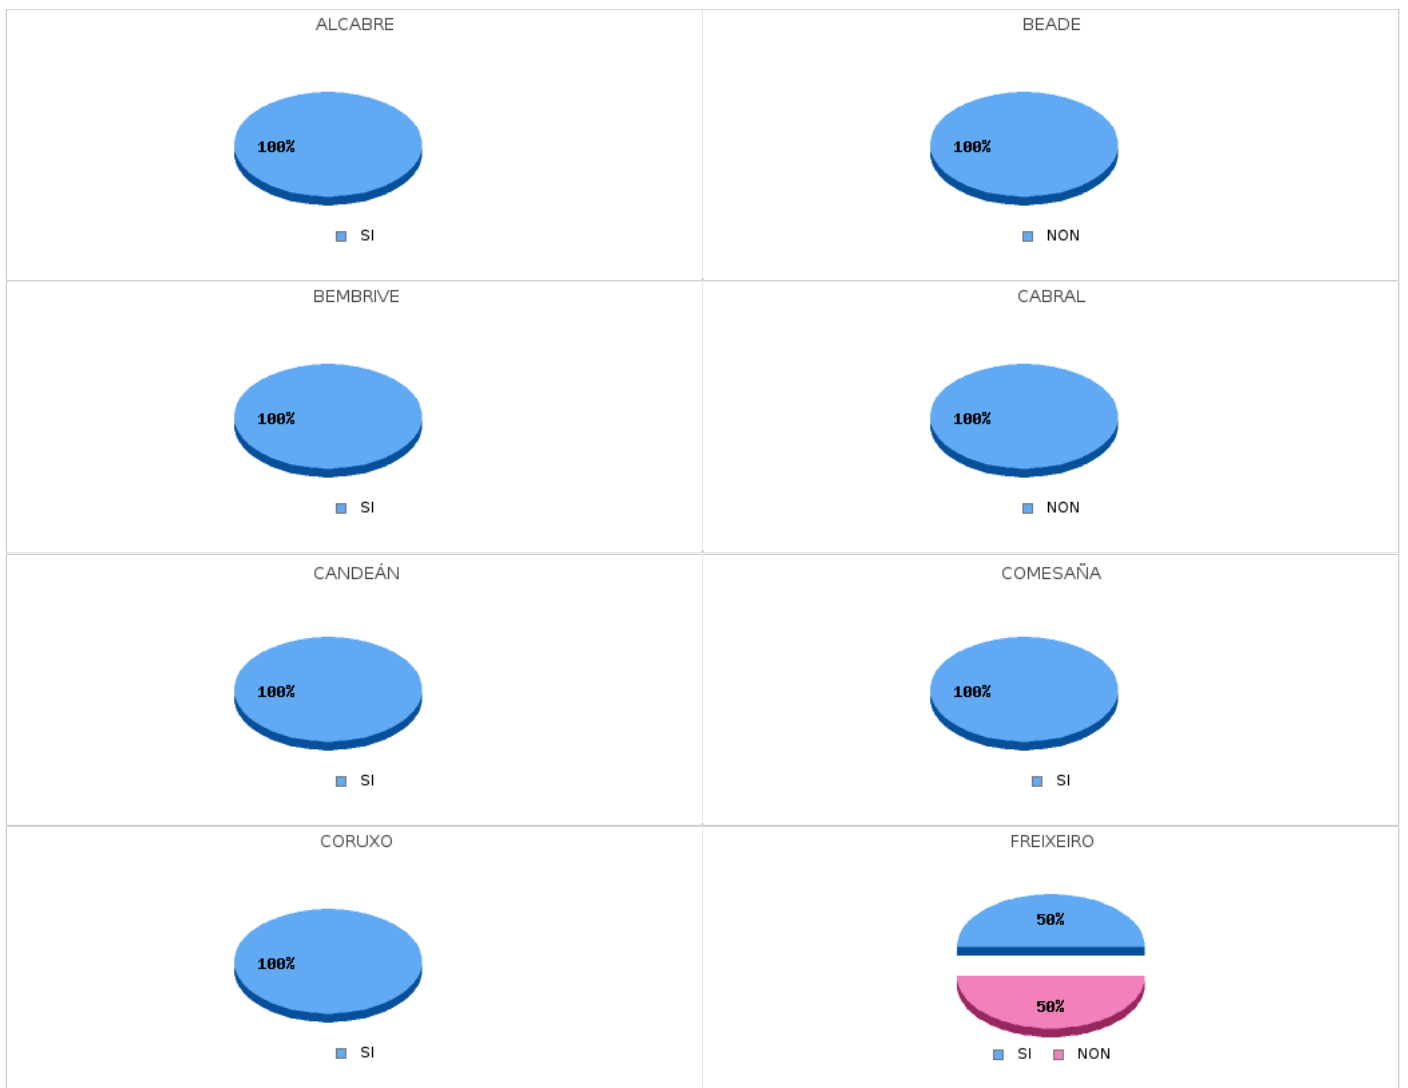 ALCABRE
100%
SI
BEADE
100%
NON
BEMBRIVE
100%
SI
CABRAL
100%
NON
CANDEÁN
100%
SI
COMESAÑA
100%
SI
CORUXO
100%
SI
FREIXEIRO
50%
50%
SI NON